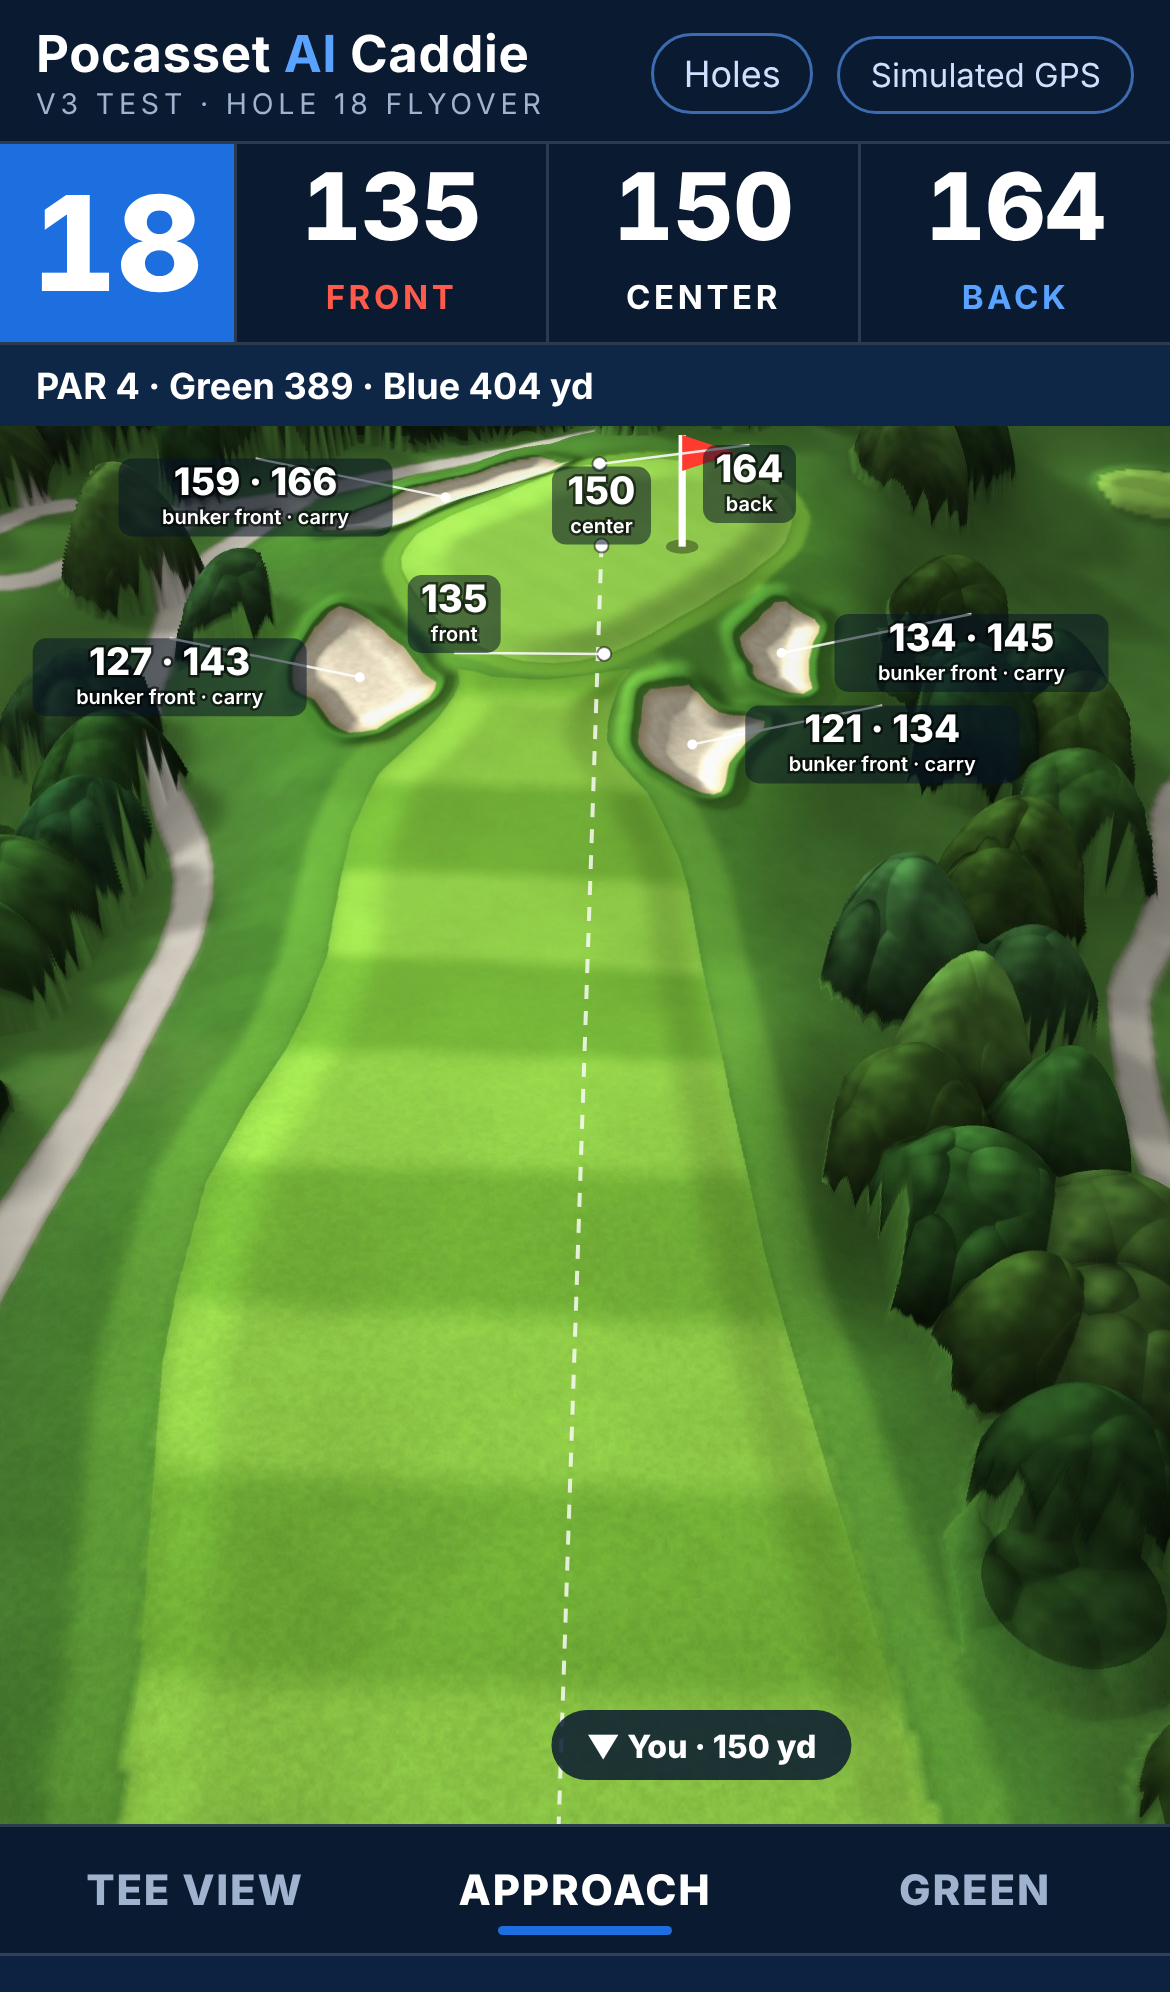 Pocasset AI Caddie
V3 TEST · HOLE 18 FLYOVER
Holes
Simulated GPS
18
135
FRONT
150
CENTER
164
BACK
PAR 4 · Green 389 · Blue 404 yd
159 · 166
bunker front · carry
150
center
164
back
135
front
127 · 143
bunker front · carry
134 · 145
bunker front · carry
121 · 134
bunker front · carry
▼ You · 150 yd
TEE VIEW
APPROACH
GREEN